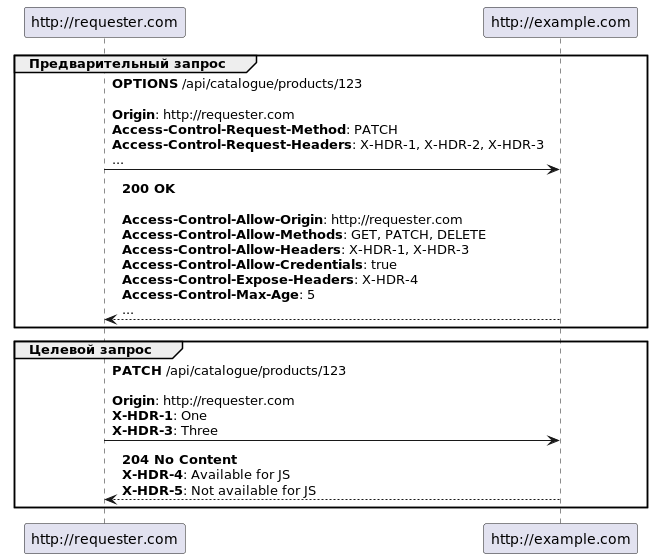 http://requester.com
http://example.com
Предварительный запрос
OPTIONS /api/catalogue/products/123
Origin: http://requester.com
Access-Control-Request-Method: PATCH
Access-Control-Request-Headers: X-HDR-1, X-HDR-2, X-HDR-3
...
200 OK
Access-Control-Allow-Origin: http://requester.com
Access-Control-Allow-Methods: GET, PATCH, DELETE
Access-Control-Allow-Headers: X-HDR-1, X-HDR-3
Access-Control-Allow-Credentials: true
Access-Control-Expose-Headers: X-HDR-4
Access-Control-Max-Age: 5
...
Целевой запрос
PATCH /api/catalogue/products/123
Origin: http://requester.com
X-HDR-1: One
X-HDR-3: Three
204 No Content
X-HDR-4: Available for JS
X-HDR-5: Not available for JS
http://requester.com
http://example.com